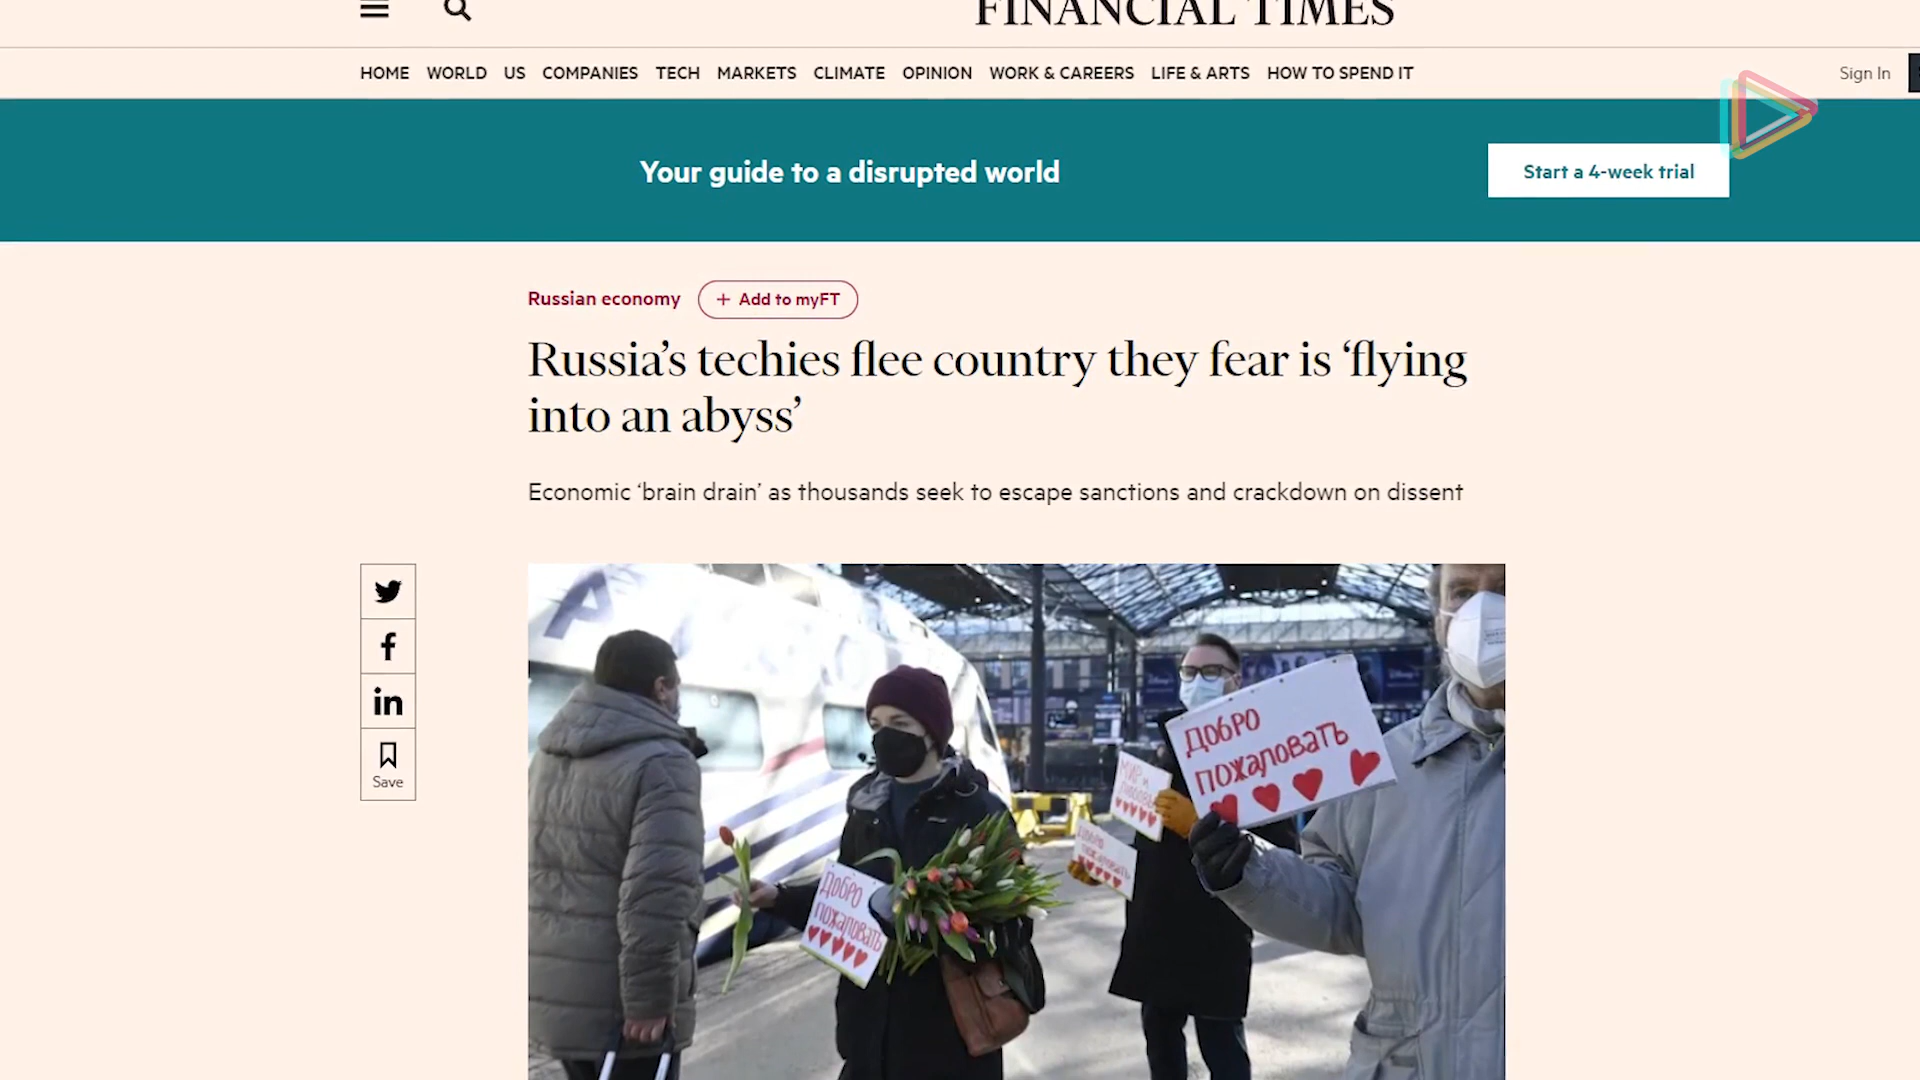 FINANCIAL TIMES
HOME WORLD US COMPANIES TECH MARKETS CLIMATE OPINION WORK & CAREERS LIFE & ARTS HOW TO SPEND IT
Sign In
Your guide to a disrupted world
Start a 4-week trial
Russian economy
+ Add to myFT
Russia’s techies flee country they fear is ‘flying
into an abyss’
Economic ‘brain drain’ as thousands seek to escape sanctions and crackdown on dissent
Save
ДОБРО
ПОЖАЛОВАТЬ
ДОБРО
ПОЖАЛОВАТЬ
ДОБРО
ПОЖАЛОВАТЬ